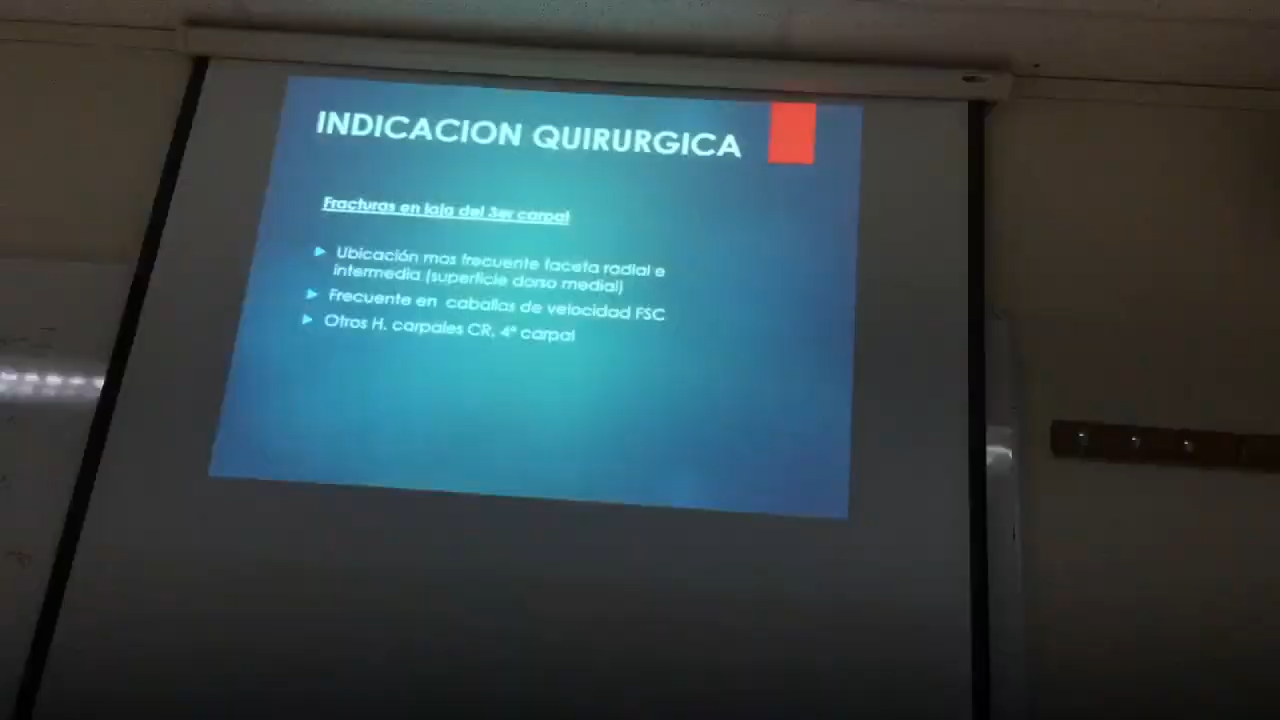 INDICACION QUIRURGICA
Fracturas en laja del 3er carpal
Ubicación mas frecuente faceta radial e
intermedia (superficie dorso medial)
Frecuente en caballos de velocidad FSC
Otros H. carpales CR, 4º carpal